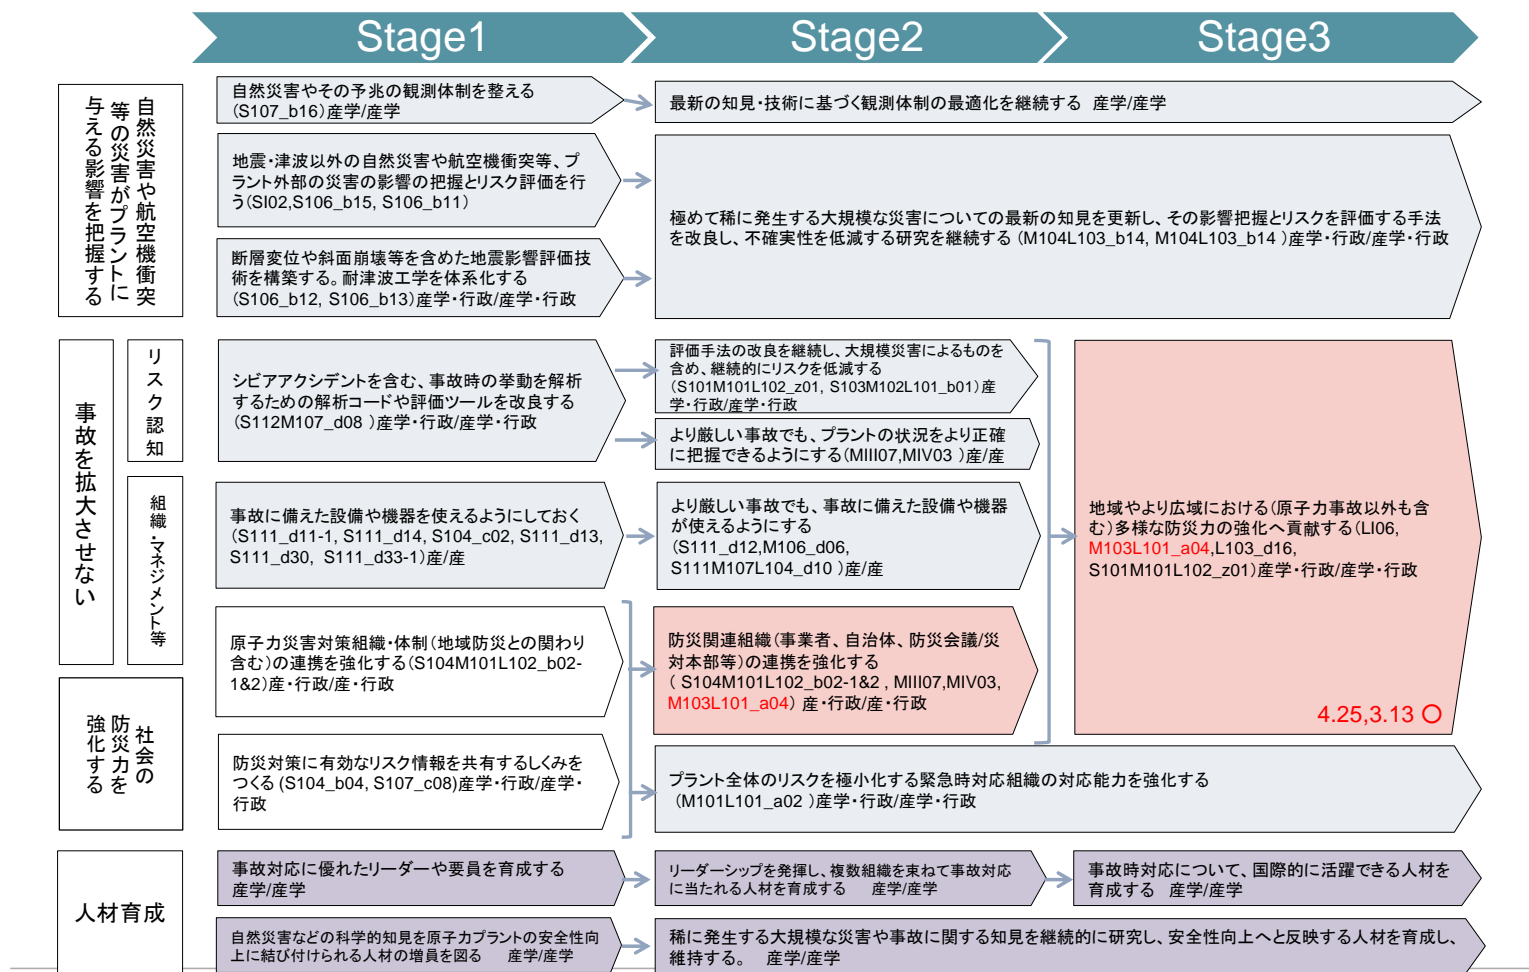 Stage1
Stage2
Stage3
自然災害や航空機衝突
等の災害がプラントに
与える影響を把握する
自然災害やその予兆の観測体制を整える
(S107_b16)産学/産学
最新の知見・技術に基づく観測体制の最適化を継続する 産学/産学
地震・津波以外の自然災害や航空機衝突等、プ
ラント外部の災害の影響の把握とリスク評価を行
う(SI02,S106_b15, S106_b11)
断層変位や斜面崩壊等を含めた地震影響評価技
術を構築する。耐津波工学を体系化する
(S106_b12, S106_b13)産学・行政/産学・行政
極めて稀に発生する大規模な災害についての最新の知見を更新し、その影響把握とリスクを評価する手法
を改良し、不確実性を低減する研究を継続する (M104L103_b14, M104L103_b14 )産学・行政/産学・行政
事故を拡大させない
リスク認知
シビアアクシデントを含む、事故時の挙動を解析
するための解析コードや評価ツールを改良する
(S112M107_d08 )産学・行政/産学・行政
評価手法の改良を継続し、大規模災害によるものを
含め、継続的にリスクを低減する
(S101M101L102_z01, S103M102L101_b01)産
学・行政/産学・行政
より厳しい事故でも、プラントの状況をより正確
に把握できるようにする(MIII07,MIV03 )産/産
組織・マネジメント等
事故に備えた設備や機器を使えるようにしておく
(S111_d11-1, S111_d14, S104_c02, S111_d13,
S111_d30, S111_d33-1)産/産
より厳しい事故でも、事故に備えた設備や機器
が使えるようにする
(S111_d12,M106_d06,
S111M107L104_d10 )産/産
地域やより広域における(原子力事故以外も含
む)多様な防災力の強化へ貢献する(LI06,
M103L101_a04,L103_d16,
S101M101L102_z01)産学・行政/産学・行政
4.25,3.13 ○
原子力災害対策組織・体制(地域防災との関わり
含む)の連携を強化する(S104M101L102_b02-
1&2)産・行政/産・行政
防災関連組織(事業者、自治体、防災会議/災
対本部等)の連携を強化する
( S104M101L102_b02-1&2 , MIII07,MIV03,
M103L101_a04) 産・行政/産・行政
社会の
防災力を
強化する
防災対策に有効なリスク情報を共有するしくみを
つくる (S104_b04, S107_c08)産学・行政/産学・
行政
プラント全体のリスクを極小化する緊急時対応組織の対応能力を強化する
(M101L101_a02 )産学・行政/産学・行政
人材育成
事故対応に優れたリーダーや要員を育成する
産学/産学
リーダーシップを発揮し、複数組織を束ねて事故対応
に当たれる人材を育成する 産学/産学
事故時対応について、国際的に活躍できる人材を
育成する 産学/産学
自然災害などの科学的知見を原子力プラントの安全性向
上に結び付けられる人材の増員を図る 産学/産学
稀に発生する大規模な災害や事故に関する知見を継続的に研究し、安全性向上へと反映する人材を育成し、
維持する。 産学/産学